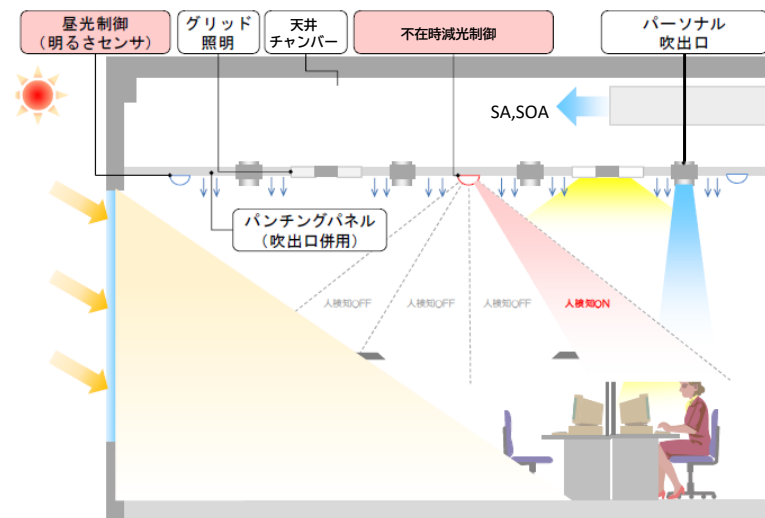 昼光制御
（明るさセンサ）
グリッド
照明
天井
チャンバー
不在時減光制御
パーソナル
吹出口
SA,SOA
パンチングパネル
（吹出口併用）
人検知OFF
人検知OFF
人検知OFF
人検知ON